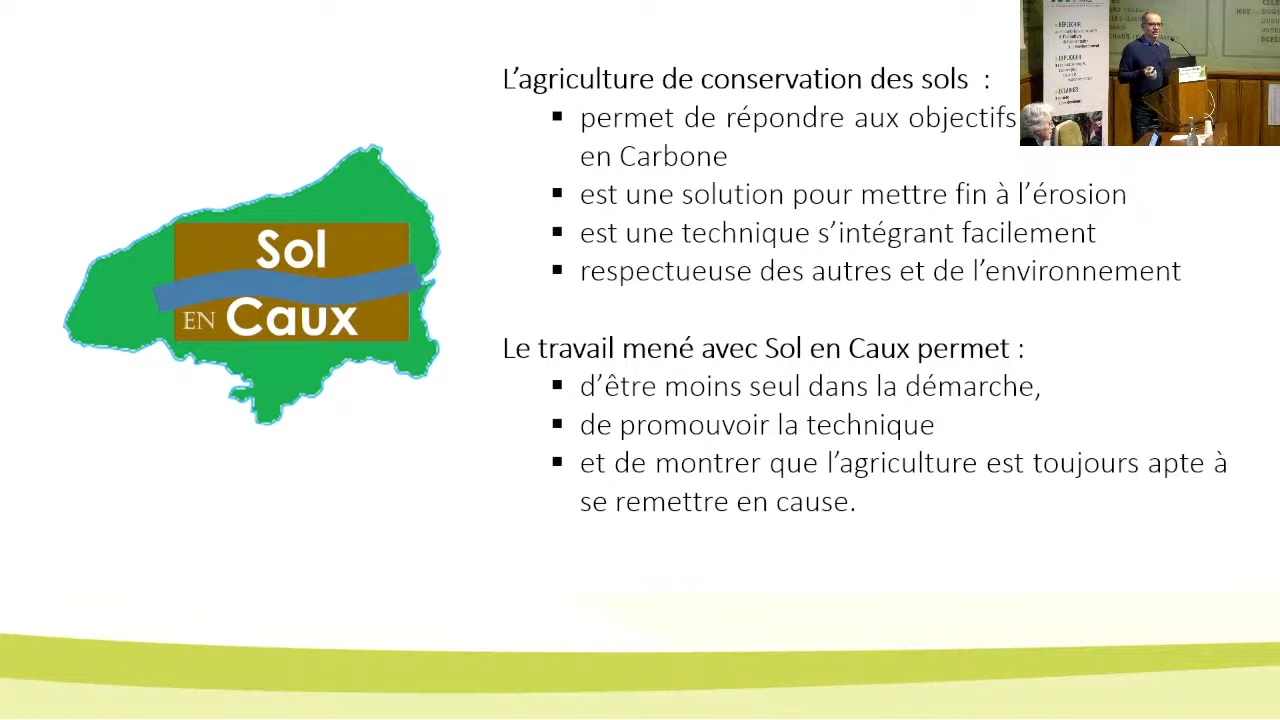 L'agriculture de conservation des sols :
▪ permet de répondre aux objectifs
en Carbone
▪ est une solution pour mettre fin à l'érosion
▪ est une technique s'intégrant facilement
▪ respectueuse des autres et de l'environnement
Le travail mené avec Sol en Caux permet :
▪ d'être moins seul dans la démarche,
▪ de promouvoir la technique
▪ et de montrer que l'agriculture est toujours apte à
se remettre en cause.
Sol
EN Caux
RÉFLÉCHIR
EXPLIQUER
ÉCLAIRER